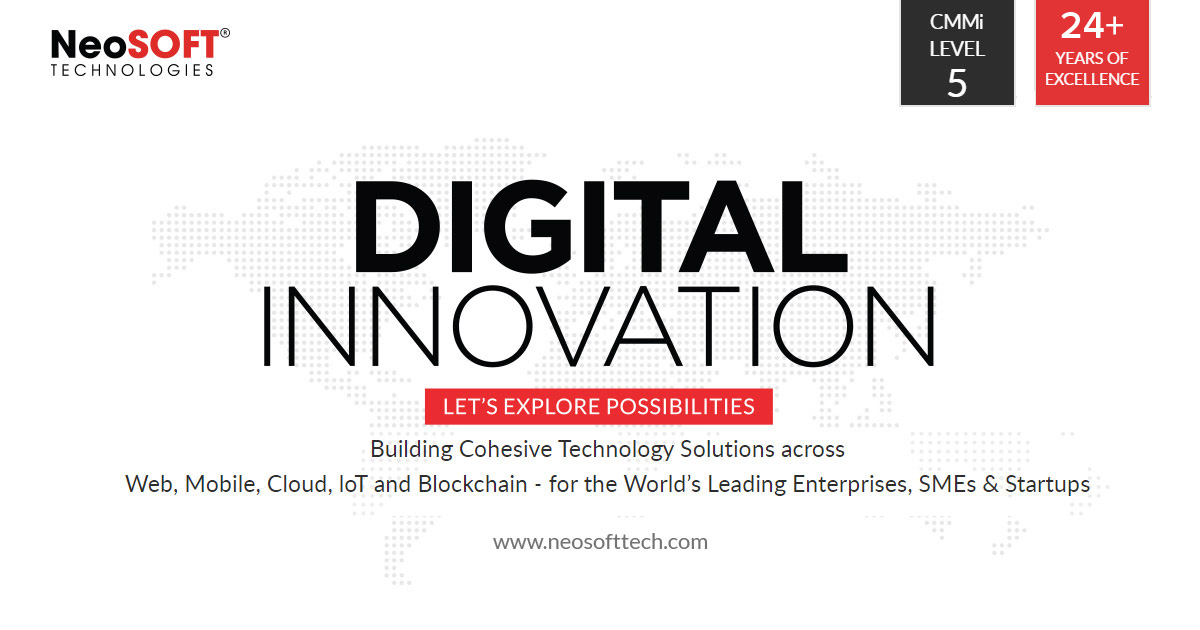 NeoSOFT®
TECHNOLOGIES
CMMi
LEVEL
5
24+
YEARS OF
EXCELLENCE
DIGITAL
INNOVATION
LET’S EXPLORE POSSIBILITIES
Building Cohesive Technology Solutions across
Web, Mobile, Cloud, IoT and Blockchain - for the World’s Leading Enterprises, SMEs & Startups
www.neosofttech.com